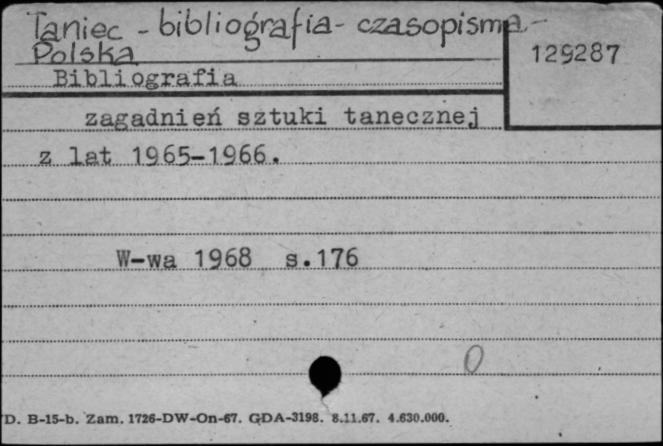 Taniec - bibliografia - czasopisma -
Polska
129287
Bibliografia
zagadnień sztuki tanecznej
z lat 1965-1966.
W-wa 1968 s.176
0
D. B-15-b. Zam. 1726-DW-On-67. GDA-3198. 8.11.67. 4.630.000.